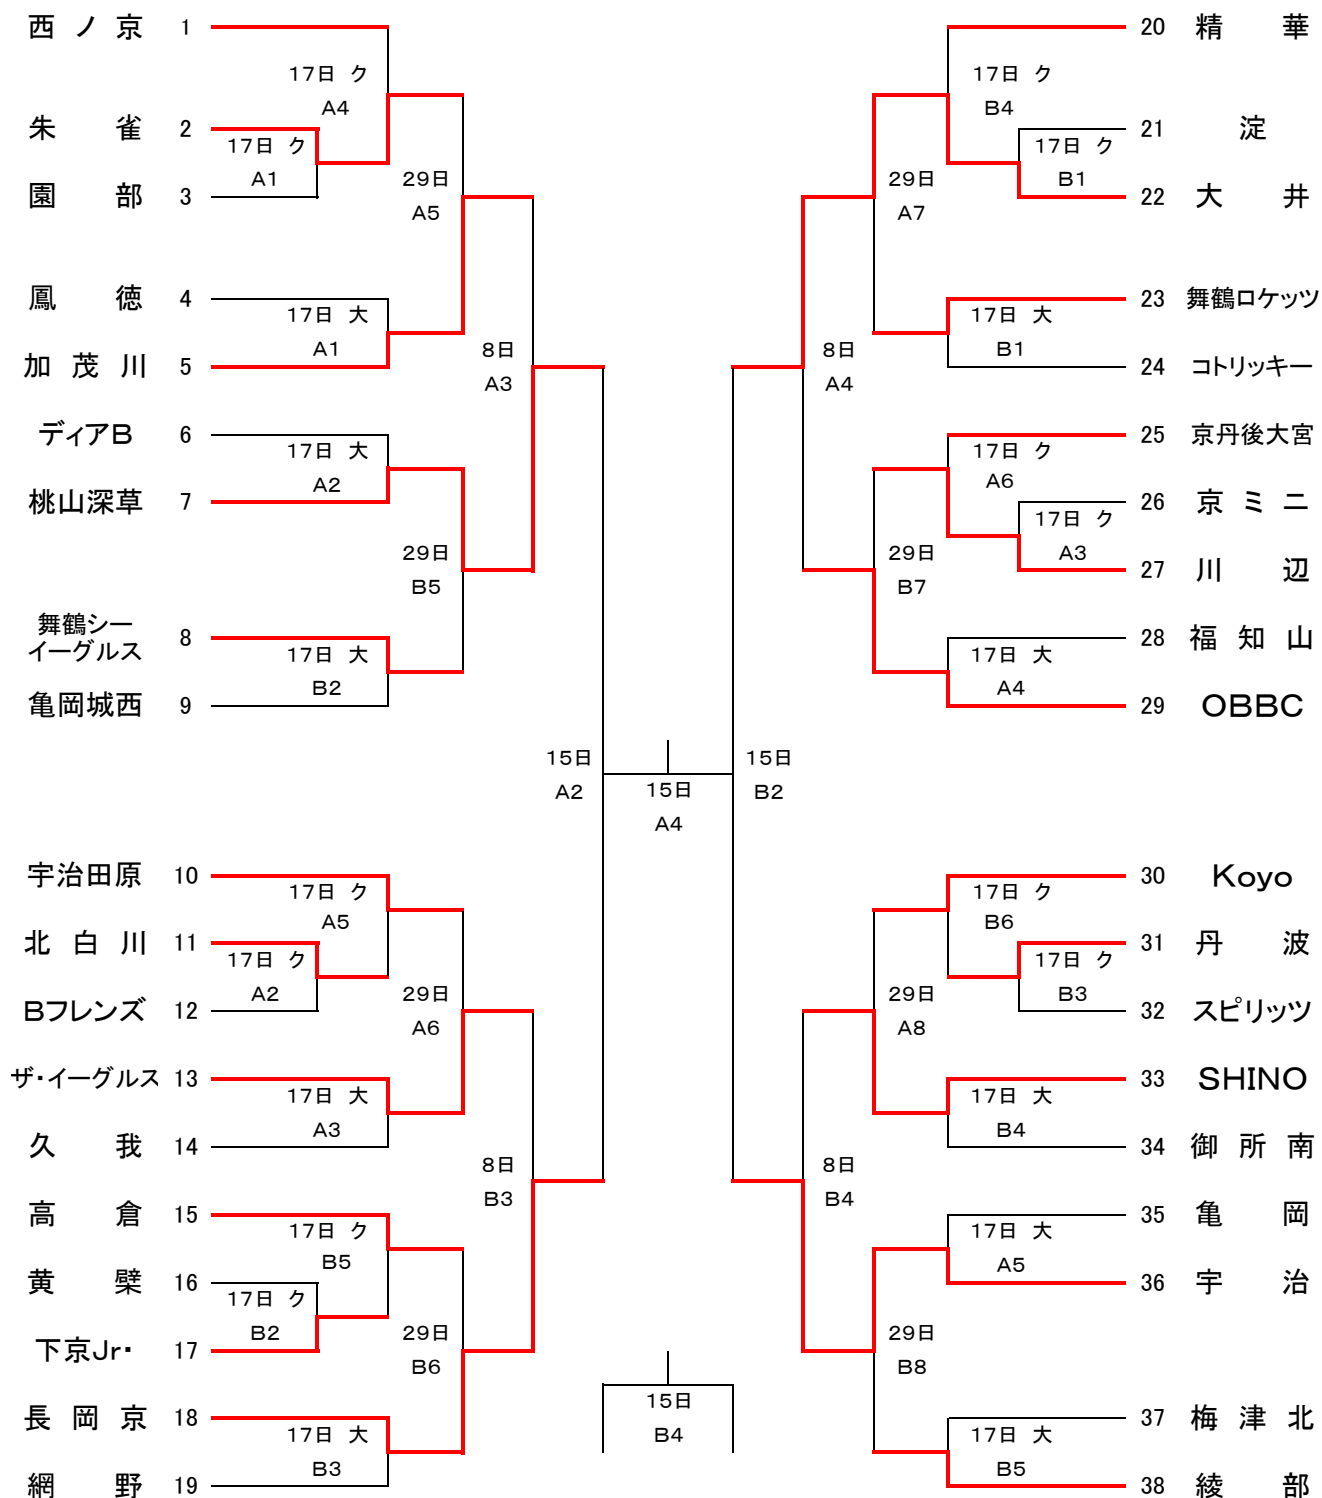 西ノ京 1
17日 ク
A4
朱雀 2
17日 ク
A1
園部 3
29日
A5
鳳徳 4
17日 大
A1
加茂川 5
8日
A3
ディアB 6
17日 大
A2
桃山深草 7
29日
B5
舞鶴シー
イーグルス 8
17日 大
B2
亀岡城西 9
15日
A2
宇治田原 10
17日 ク
A5
北白川 11
17日 ク
A2
Bフレンズ 12
29日
A6
ザ・イーグルス 13
17日 大
A3
久我 14
8日
B3
高倉 15
17日 ク
B5
黄檗 16
17日 ク
B2
下京Jr・ 17
29日
B6
長岡京 18
17日 大
B3
網野 19
15日
A4
15日
B4
20 精華
17日 ク
B4
21 淀
17日 ク
B1
22 大井
29日
A7
23 舞鶴ロケッツ
17日 大
B1
24 コトリッキー
8日
A4
25 京丹後大宮
17日 ク
A6
26 京ミニ
17日 ク
A3
27 川辺
29日
B7
28 福知山
17日 大
A4
29 OBBC
15日
B2
30 Koyo
17日 ク
B6
31 丹波
17日 ク
B3
32 スピリッツ
29日
A8
33 SHINO
17日 大
B4
34 御所南
8日
B4
35 亀岡
17日 大
A5
36 宇治
29日
B8
37 梅津北
17日 大
B5
38 綾部